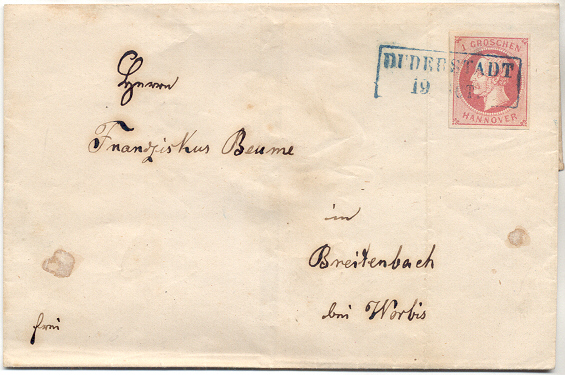 1 GROSCHEN
HANNOVER
DUDERSTADT
19
Herrn
Franziskus Beume
in
Breitenbach
bei Worbis
frei